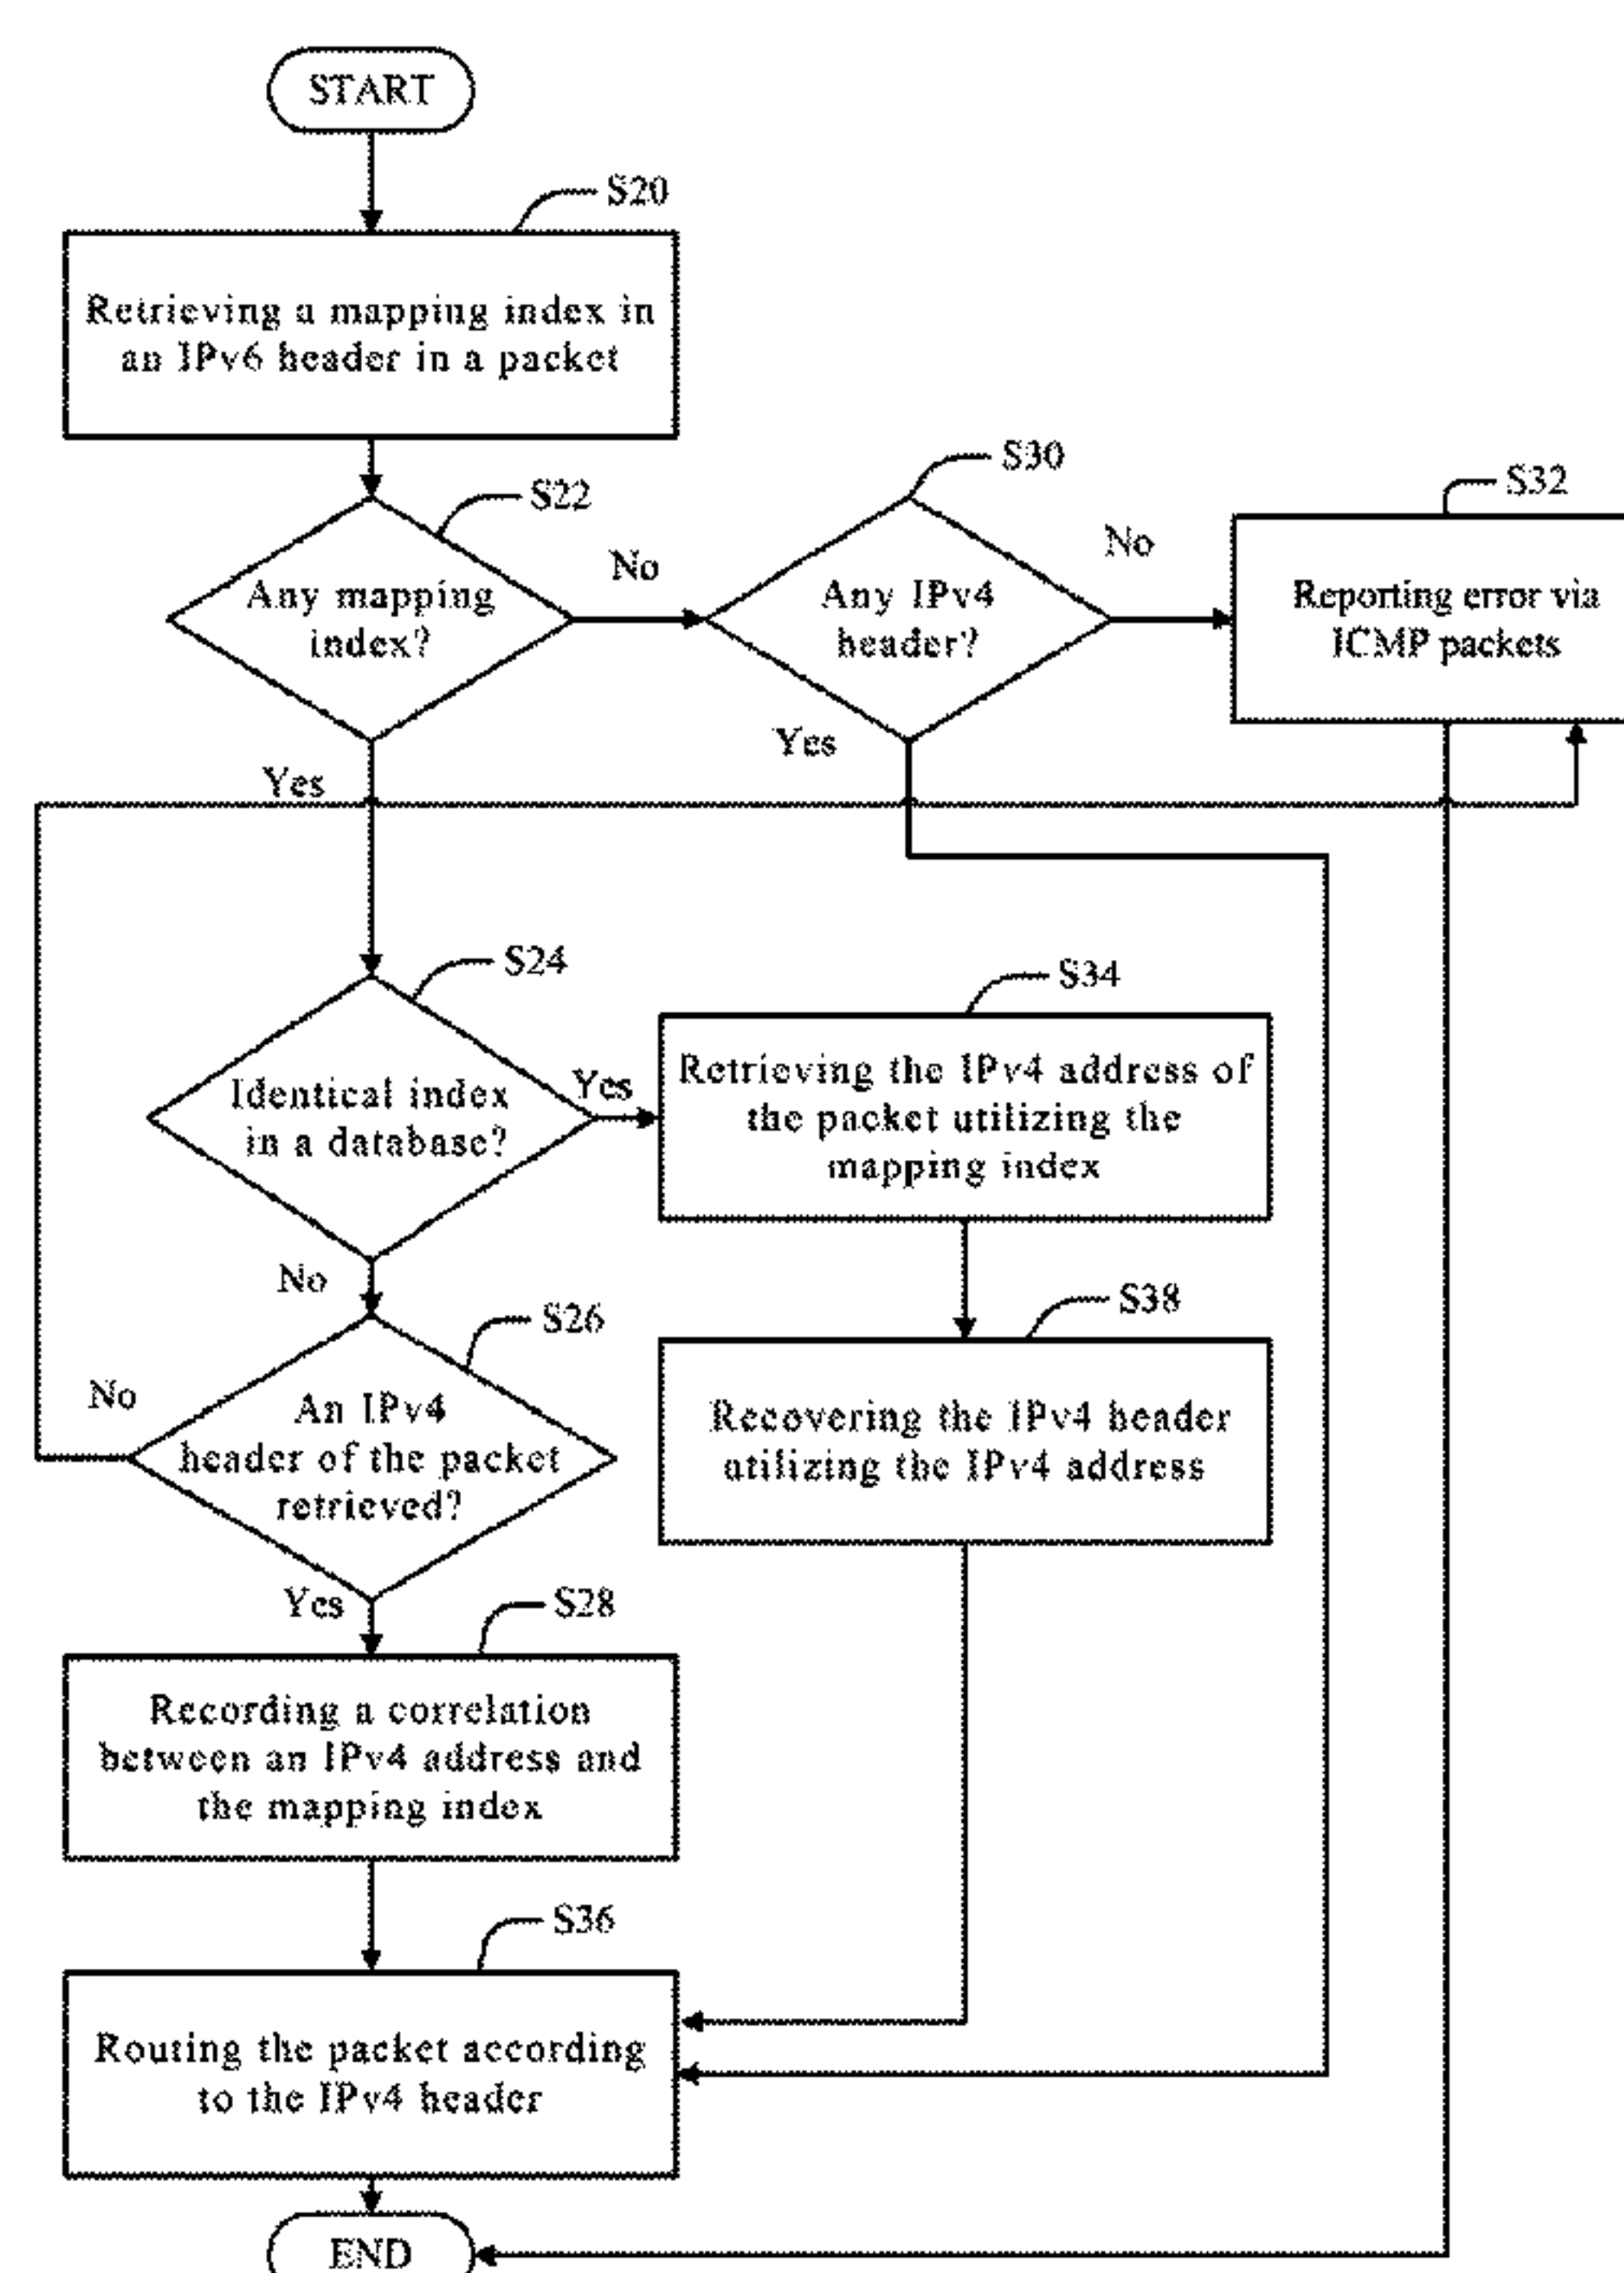 START
S20
Retrieving a mapping index in
an IPv6 header in a packet
S22
Any mapping
index?
No
Yes
S30
Any IPv4
header?
No
Yes
S32
Reporting error via
ICMP packets
S24
Identical index
in a database?
Yes
No
S34
Retrieving the IPv4 address of
the packet utilizing the
mapping index
S26
An IPv4
header of the packet
retrieved?
No
Yes
S38
Recovering the IPv4 header
utilizing the IPv4 address
S28
Recording a correlation
between an IPv4 address and
the mapping index
S36
Routing the packet according
to the IPv4 header
END